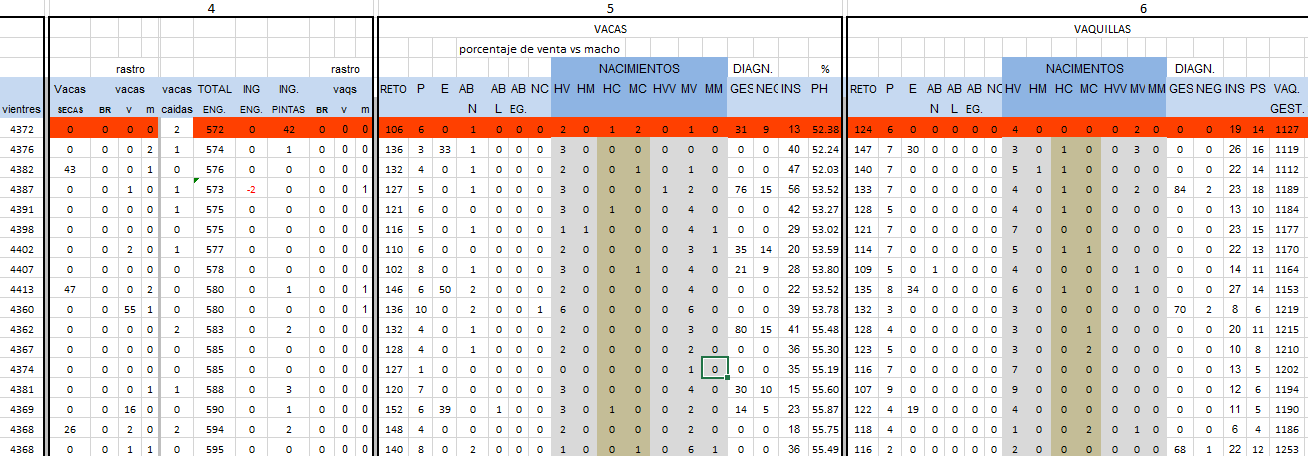 4 5 6
VACAS VAQUILLAS
porcentaje de venta vs macho
rastro rastro NACIMIENTOS DIAGN. % NACIMIENTOS DIAGN.
Vacas vacas vacas TOTAL ING ING. vaqs RETO P E AB AB AB NC HV HM HC MC HVV MV MM GES NEG INS PH RETO P E AB AB AB NC HV HM HC MC HVV MV MM GES NEG INS PS VAQ.
vientres SECAS BR v m caidas ENG. ENG. PINTAS BR v m N L EG. N L EG. GEST.
4372 0 0 0 0 2 572 0 42 0 0 0 106 6 0 1 0 0 0 2 0 1 2 0 1 0 31 9 13 52.38 124 6 0 0 0 0 0 4 0 0 0 0 2 0 0 0 19 14 1127
4376 0 0 0 2 1 574 0 1 0 0 0 136 3 33 1 0 0 0 3 0 0 0 0 0 0 0 0 40 52.24 147 7 30 0 0 0 0 3 0 1 0 0 3 0 0 0 26 16 1119
4382 43 0 0 1 0 576 0 0 0 0 0 132 4 0 1 0 0 0 2 0 0 1 0 1 0 0 0 47 52.03 140 7 0 0 0 0 0 5 1 1 0 0 0 0 0 0 22 14 1112
4387 0 0 1 0 1 573 -2 0 0 0 1 127 5 0 1 0 0 0 3 0 0 0 1 2 0 76 15 56 53.52 133 7 0 0 0 0 0 4 0 1 0 0 2 0 84 2 23 18 1189
4391 0 0 0 0 1 575 0 0 0 0 0 121 6 0 0 0 0 0 3 0 1 0 0 4 0 0 0 42 53.27 128 5 0 0 0 0 0 4 0 1 0 0 0 0 0 0 13 10 1184
4398 0 0 0 0 0 575 0 0 0 0 0 116 5 0 1 0 0 0 1 1 0 0 0 4 1 0 0 29 53.02 121 7 0 0 0 0 0 7 0 0 0 0 0 0 0 0 23 15 1177
4402 0 0 2 0 1 577 0 0 0 0 0 110 6 0 0 0 0 0 2 0 0 0 0 3 1 35 14 20 53.59 114 7 0 0 0 0 0 5 0 1 1 0 0 0 0 0 22 13 1170
4407 0 0 0 0 0 578 0 0 0 0 0 102 8 0 1 0 0 0 3 0 0 1 0 4 0 21 9 28 53.80 109 5 0 1 0 0 0 4 0 0 0 0 1 0 0 0 14 11 1164
4413 47 0 0 2 0 580 0 1 0 0 1 146 6 50 2 0 0 0 2 0 0 0 0 4 0 0 0 22 53.52 135 8 34 0 0 0 0 6 0 1 0 0 1 0 0 0 27 14 1153
4360 0 0 55 1 0 580 0 0 0 0 1 136 10 0 2 0 0 1 6 0 0 0 0 6 0 0 0 39 53.78 132 3 0 0 0 0 0 3 0 0 0 0 0 0 70 2 8 6 1219
4362 0 0 0 0 2 583 0 2 0 0 0 132 4 0 1 0 0 0 2 0 0 0 0 3 0 80 15 41 55.48 128 4 0 0 0 0 0 3 0 0 1 0 0 0 0 0 20 11 1215
4367 0 0 0 0 0 585 0 0 0 0 0 128 4 0 1 0 0 0 2 0 0 0 0 2 0 0 0 36 55.30 123 5 0 0 0 0 0 3 0 0 2 0 0 0 0 0 10 8 1210
4374 0 0 0 0 0 585 0 0 0 0 0 127 1 0 0 0 0 0 0 0 0 0 0 1 0 0 0 35 55.19 116 7 0 0 0 0 0 7 0 0 0 0 0 0 0 0 13 5 1202
4381 0 0 0 1 1 588 0 3 0 0 0 120 7 0 0 0 0 0 3 0 0 0 0 4 0 30 10 15 55.60 107 9 0 0 0 0 0 9 0 0 0 0 0 0 0 0 12 6 1194
4369 0 0 16 0 0 590 0 1 0 0 0 152 6 39 0 1 0 0 3 0 1 0 0 2 0 14 5 23 55.87 122 4 19 0 0 0 0 4 0 0 0 0 0 0 0 0 11 5 1190
4368 26 0 2 0 2 594 0 2 0 0 0 148 4 0 0 0 0 0 2 0 0 0 0 2 0 0 0 18 55.75 118 4 0 0 0 0 0 1 0 0 2 0 1 0 0 0 6 4 1186
4368 0 0 1 1 0 595 0 0 0 0 0 140 8 0 2 0 0 0 1 0 0 1 0 6 1 0 0 36 55.49 116 2 0 0 0 0 0 2 0 0 0 0 0 0 68 1 22 12 1253